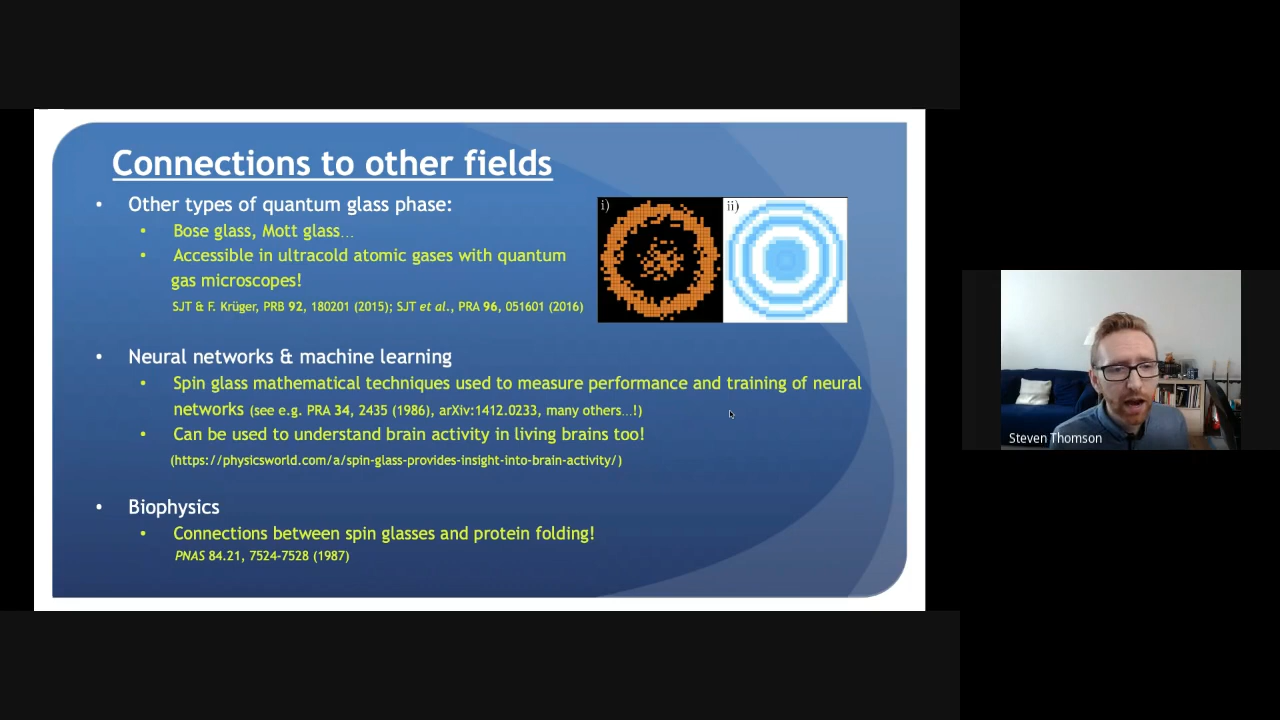 Connections to other fields
• Other types of quantum glass phase:
• Bose glass, Mott glass...
• Accessible in ultracold atomic gases with quantum
gas microscopes!
SJT & F. Krüger, PRB 92, 180201 (2015); SJT et al., PRA 96, 051601 (2016)
i)
ii)
• Neural networks & machine learning
• Spin glass mathematical techniques used to measure performance and training of neural
networks (see e.g. PRA 34, 2435 (1986), arXiv:1412.0233, many others...!)
• Can be used to understand brain activity in living brains too!
(https://physicsworld.com/a/spin-glass-provides-insight-into-brain-activity/)
• Biophysics
• Connections between spin glasses and protein folding!
PNAS 84.21, 7524-7528 (1987)
Steven Thomson